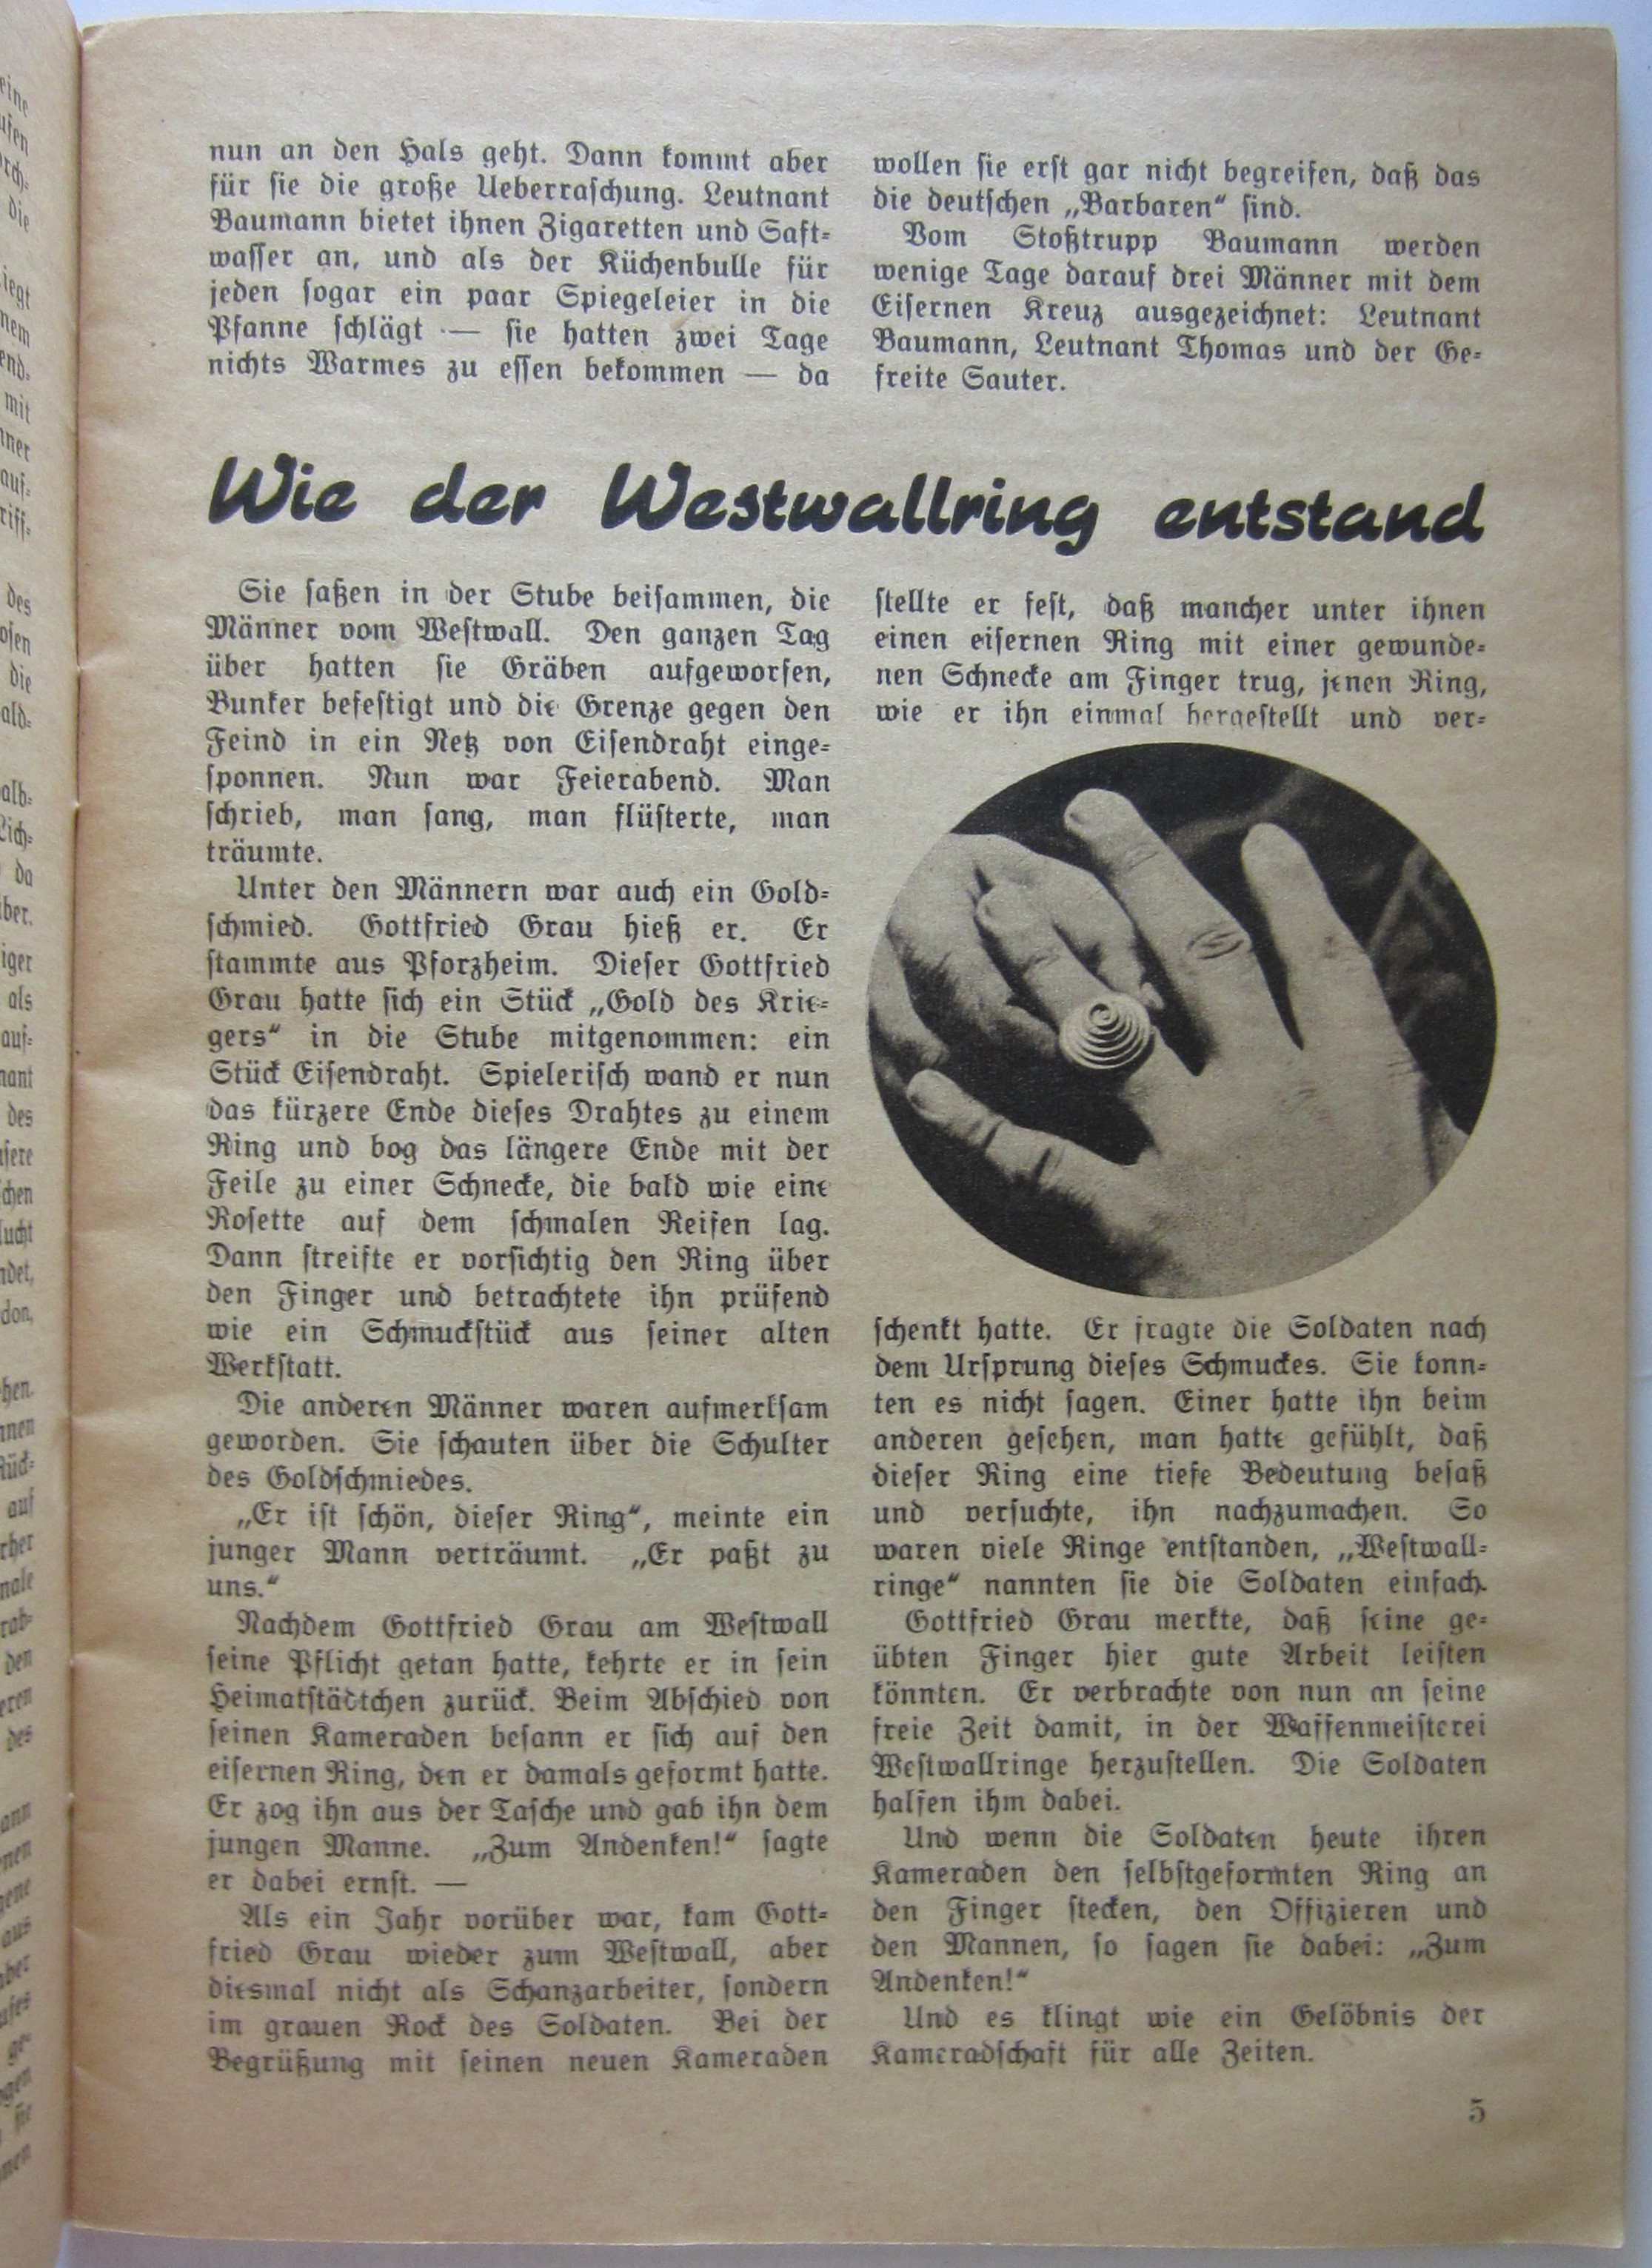 nun an den Hals geht. Dann kommt aber
für sie die große Ueberraschung. Leutnant
Baumann bietet ihnen Zigaretten und Saft-
wasser an, und als der Küchenbulle für
jeden sogar ein paar Spiegeleier in die
Pfanne schlägt — sie hatten zwei Tage
nichts Warmes zu essen bekommen — da
wollen sie erst gar nicht begreifen, daß das
die deutschen „Barbaren“ sind.
Vom Stoßtrupp Baumann werden
wenige Tage darauf drei Männer mit dem
Eisernen Kreuz ausgezeichnet: Leutnant
Baumann, Leutnant Thomas und der Ge-
freite Sauter.
Wie der Westwallring entstand
Sie saßen in der Stube beisammen, die
Männer vom Westwall. Den ganzen Tag
über hatten sie Gräben aufgeworfen,
Bunker befestigt und die Grenze gegen den
Feind in ein Netz von Eisendraht einge-
sponnen. Nun war Feierabend. Man
schrieb, man sang, man flüsterte, man
träumte.
Unter den Männern war auch ein Gold-
schmied. Gottfried Grau hieß er. Er
stammte aus Pforzheim. Dieser Gottfried
Grau hatte sich ein Stück „Gold des Krie-
gers“ in die Stube mitgenommen: ein
Stück Eisendraht. Spielerisch wand er nun
das kürzere Ende dieses Drahtes zu einem
Ring und bog das längere Ende mit der
Feile zu einer Schnecke, die bald wie eine
Rosette auf dem schmalen Reifen lag.
Dann streifte er vorsichtig den Ring über
den Finger und betrachtete ihn prüfend
wie ein Schmuckstück aus seiner alten
Werkstatt.
Die anderen Männer waren aufmerksam
geworden. Sie schauten über die Schulter
des Goldschmiedes.
„Er ist schön, dieser Ring“, meinte ein
junger Mann verträumt. „Er paßt zu
uns.“
Nachdem Gottfried Grau am Westwall
seine Pflicht getan hatte, kehrte er in sein
Heimatstädtchen zurück. Beim Abschied von
seinen Kameraden besann er sich auf den
eisernen Ring, den er damals geformt hatte.
Er zog ihn aus der Tasche und gab ihn dem
jungen Manne. „Zum Andenken!“ sagte
er dabei ernst. —
Als ein Jahr vorüber war, kam Gott-
fried Grau wieder zum Westwall, aber
diesmal nicht als Schanzarbeiter, sondern
im grauen Rock des Soldaten. Bei der
Begrüßung mit seinen neuen Kameraden
stellte er fest, daß mancher unter ihnen
einen eisernen Ring mit einer gewunde-
nen Schnecke am Finger trug, jenen Ring,
wie er ihn einmal hergestellt und ver-
schenkt hatte. Er fragte die Soldaten nach
dem Ursprung dieses Schmuckes. Sie konn-
ten es nicht sagen. Einer hatte ihn beim
anderen gesehen, man hatte gefühlt, daß
dieser Ring eine tiefe Bedeutung besaß
und versuchte, ihn nachzumachen. So
waren viele Ringe entstanden, „Westwall-
ringe“ nannten sie die Soldaten einfach.
Gottfried Grau merkte, daß seine ge-
übten Finger hier gute Arbeit leisten
könnten. Er verbrachte von nun an seine
freie Zeit damit, in der Waffenmeisterei
Westwallringe herzustellen. Die Soldaten
halfen ihm dabei.
Und wenn die Soldaten heute ihren
Kameraden den selbstgeformten Ring an
den Finger stecken, den Offizieren und
den Mannen, so sagen sie dabei: „Zum
Andenken!“
Und es klingt wie ein Gelöbnis der
Kameradschaft für alle Zeiten.
5